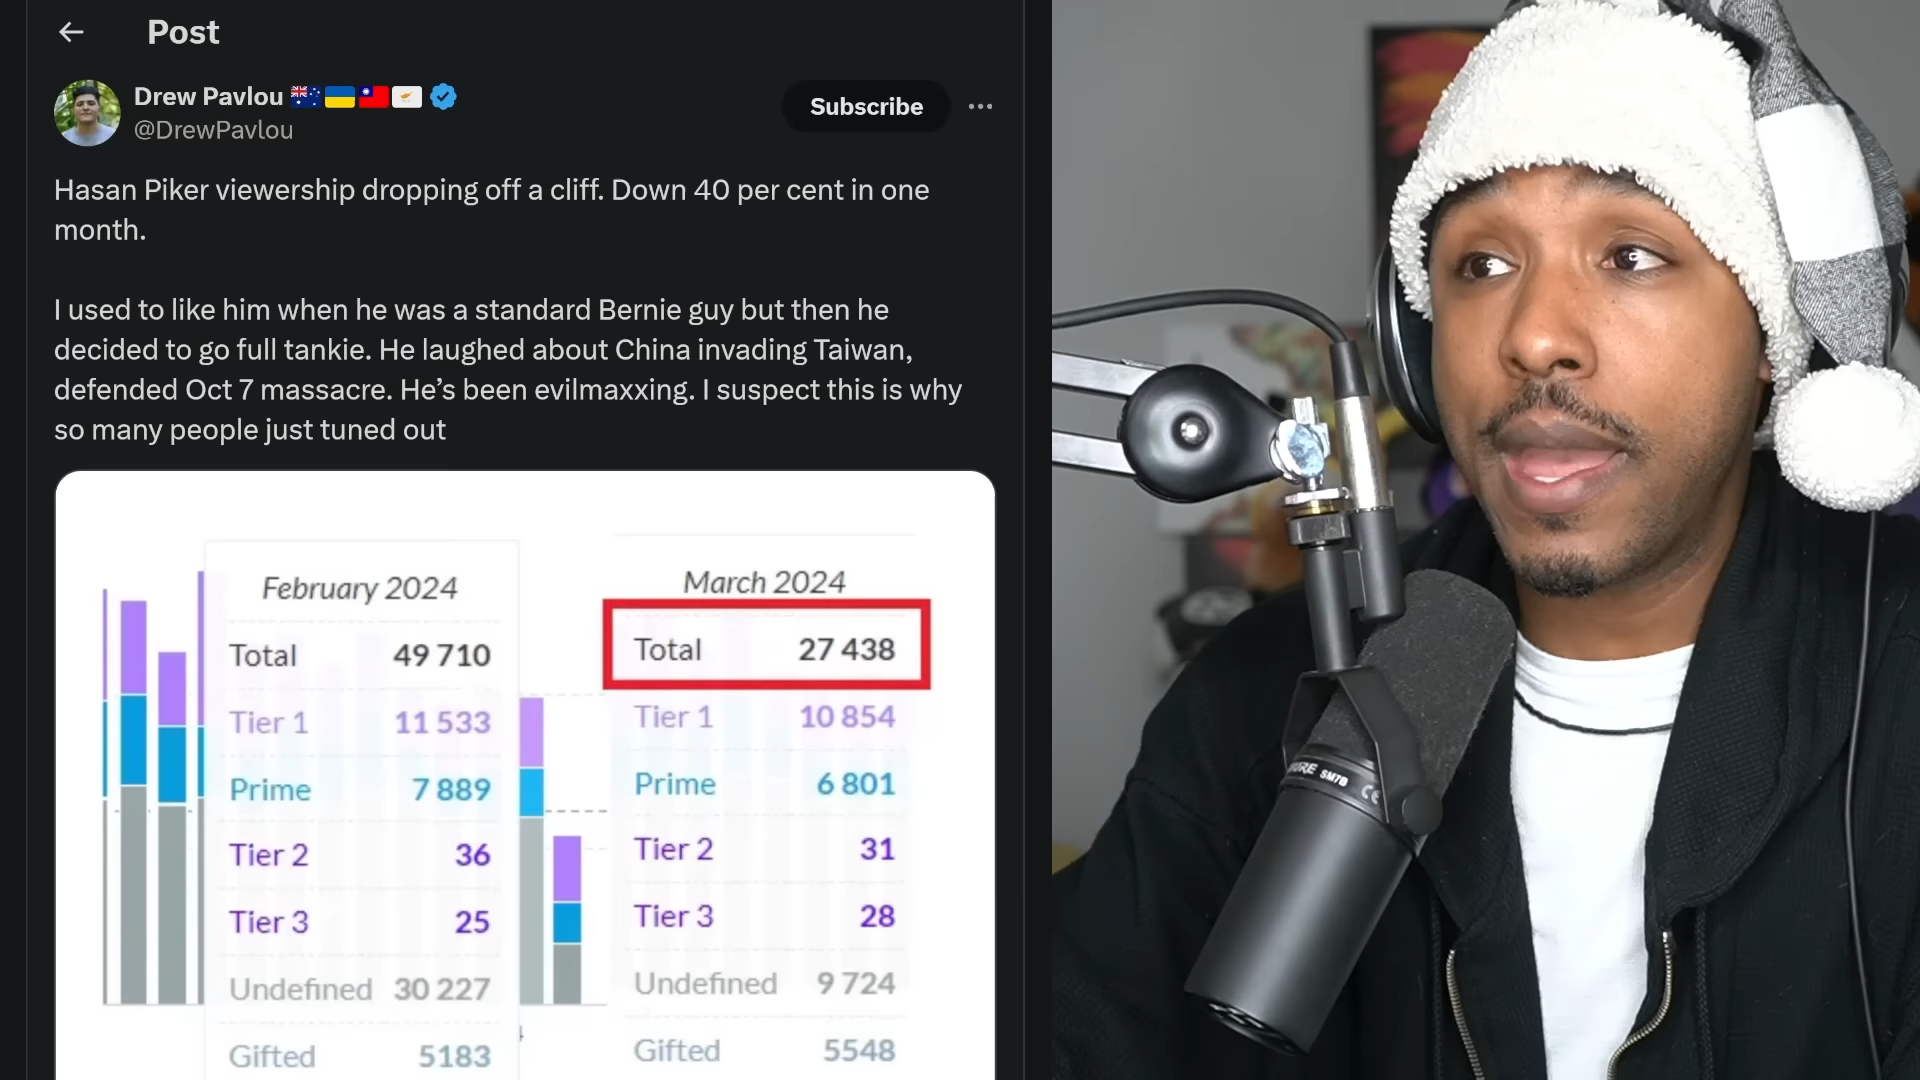 Post
Drew Pavlou
@DrewPavlou
Subscribe
Hasan Piker viewership dropping off a cliff. Down 40 per cent in one
month.
I used to like him when he was a standard Bernie guy but then he
decided to go full tankie. He laughed about China invading Taiwan,
defended Oct 7 massacre. He’s been evilmaxxing. I suspect this is why
so many people just tuned out
February 2024
Total 49 710
Tier 1 11 533
Prime 7 889
Tier 2 36
Tier 3 25
Undefined 30 227
Gifted 5183
March 2024
Total 27 438
Tier 1 10 854
Prime 6 801
Tier 2 31
Tier 3 28
Undefined 9 724
Gifted 5548
SM7B